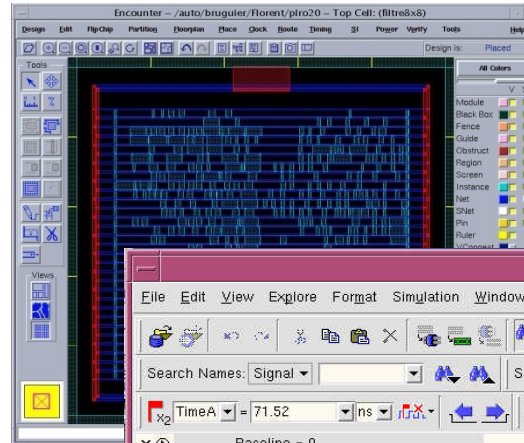 Encounter – /auto/bruguier/Florent/plro20 – Top Cell: (filtre8x8)
Design Edit FlipChip Partition Floorplan Place Clock Route Timing SI Power Verify Tools Help
Design is: Placed
Tools
All Colors
V
Module
Black Box
Fence
Guide
Obstruct
Region
Screen
Instance
Net
SNet
Pin
Ruler
VConnect
Views
File Edit View Explore Format Simulation Window
Search Names: Signal
X2 TimeA = 71.52 ns
Baseline = 0